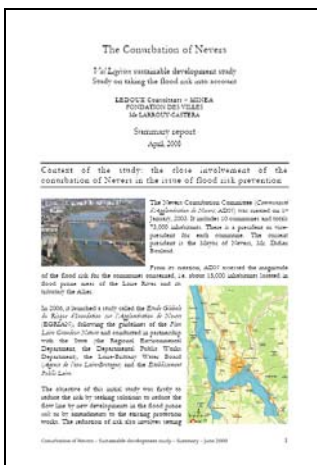 The Conurbation of Nevers
Val Ligérien sustainable development study
Study on taking the flood risk into account
LEDOUX Consultants – MINEA
FONDATION DES VILLES
Mr LARROUY-CASTERA
Summary report
April, 2008
Context of the study: the close involvement of the
conurbation of Nevers in the issue of flood risk prevention
The Nevers Conurbation Committee (Communauté
d'Agglomération de Nevers, ADN) was created on 1st
January, 2003. It includes 10 communes and totals
70,000 inhabitants. There is a president or vice-
president for each commune. The current
president is the Mayor of Nevers, Mr. Didier
Boulaud.
From its creation, ADN assessed the magnitude
of the flood risk for the communes concerned, i.e. about 15,000 inhabitants located in
flood prone areas of the Loire River and its
tributary the Allier.
In 2006, it launched a study called the Etude Globale
du Risque d'Inondation sur l'Agglomération de Nevers
(EGRIAN), following the guidelines of the Plan
Loire Grandeur Nature and conducted in partnership
with the State (the Regional Environmental
Department, the Departmental Public Works
Department), the Loire-Brittany Water Board
(Agence de l'eau Loire-Bretagne) and the Etablissement
Public Loire.
The objective of this initial study was firstly to
reduce the risk by seeking solutions to reduce the
flow line by new developments in the flood prone
or by amendments to the existing protection
works. The reduction of risk also involves setting
Conurbation of Nevers – Sustainable development study – Summary – June 2008 1